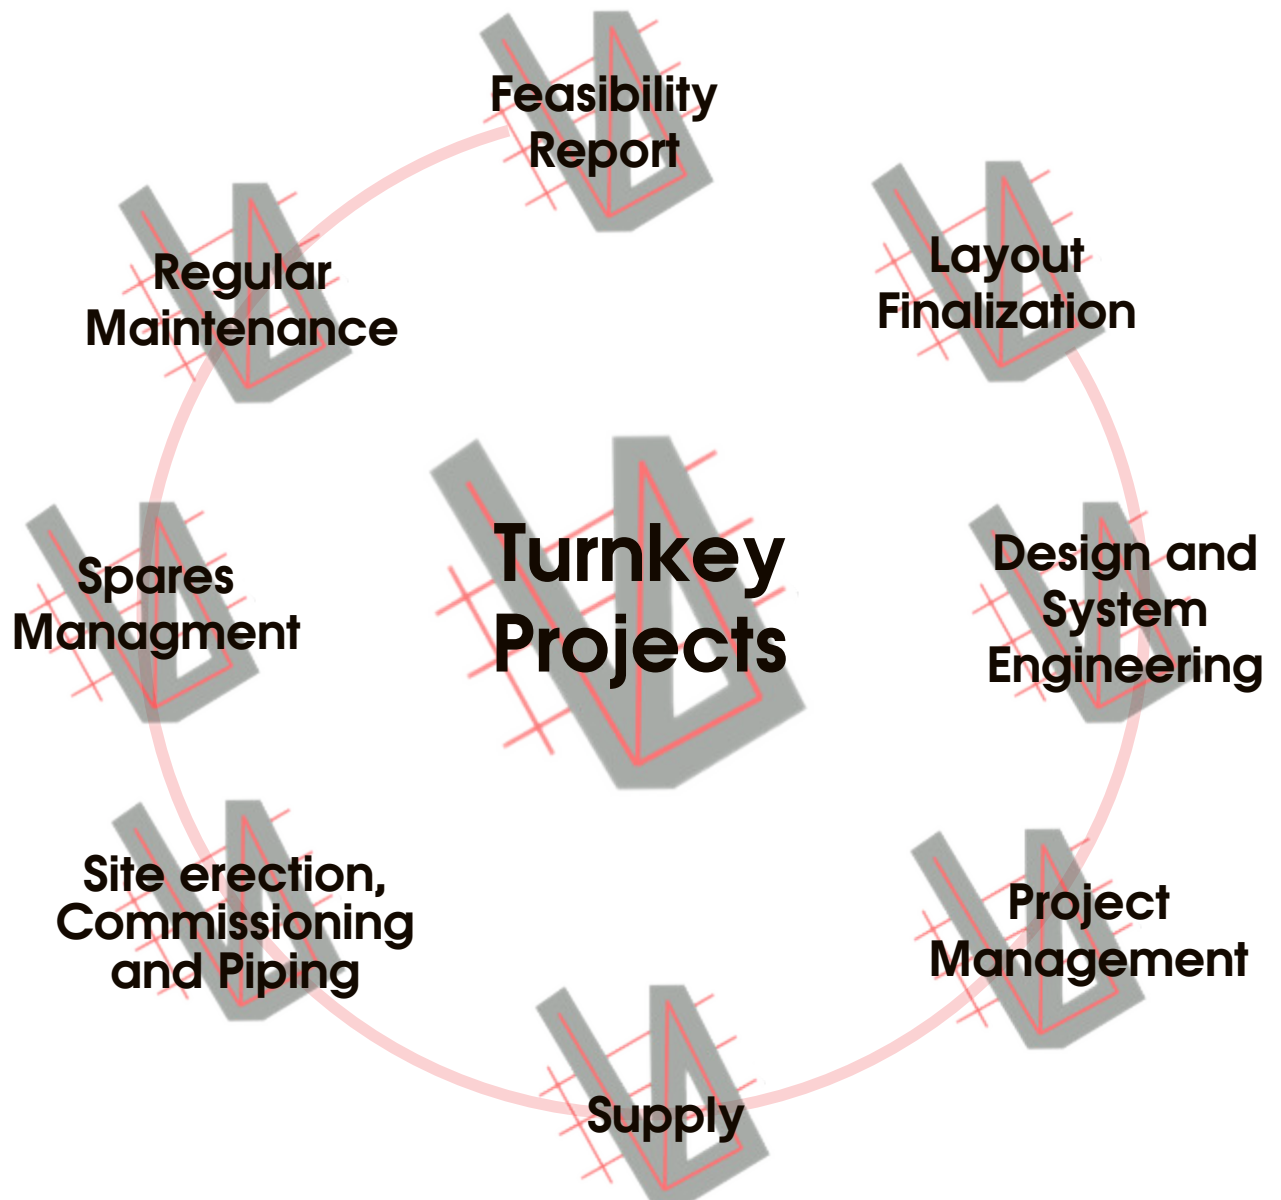 Feasibility
Report
Layout
Finalization
Design and
System
Engineering
Project
Management
Supply
Site erection,
Commissioning
and Piping
Spares
Managment
Regular
Maintenance
Turnkey
Projects